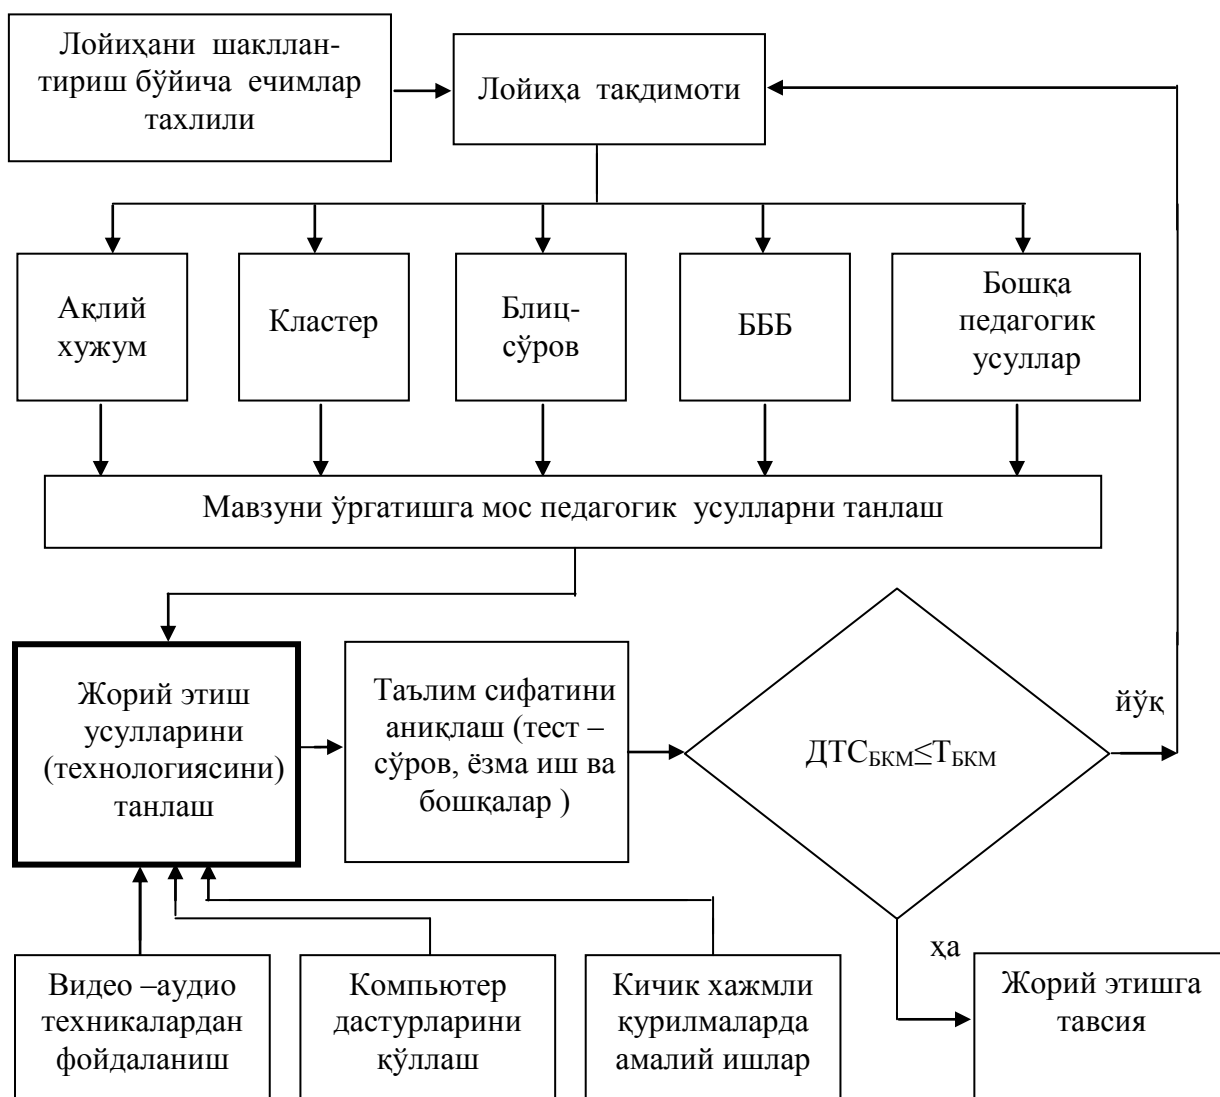 Лойиҳани шакллан-
тириш бўйича ечимлар
тахлили
Лойиҳа тақдимоти
Ақлий
хужум
Кластер
Блиц-
сўров
БББ
Бошқа
педагогик
усуллар
Мавзуни ўргатишга мос педагогик усулларни танлаш
Жорий этиш
усулларини
(технологиясини)
танлаш
Таълим сифатини
аниқлаш (тест –
сўров, ёзма иш ва
бошқалар )
ДТСБКМ≤ТБКМ
йўқ
ҳа
Видео –аудио
техникалардан
фойдаланиш
Компьютер
дастурларини
қўллаш
Кичик хажмли
қурилмаларда
амалий ишлар
Жорий этишга
тавсия